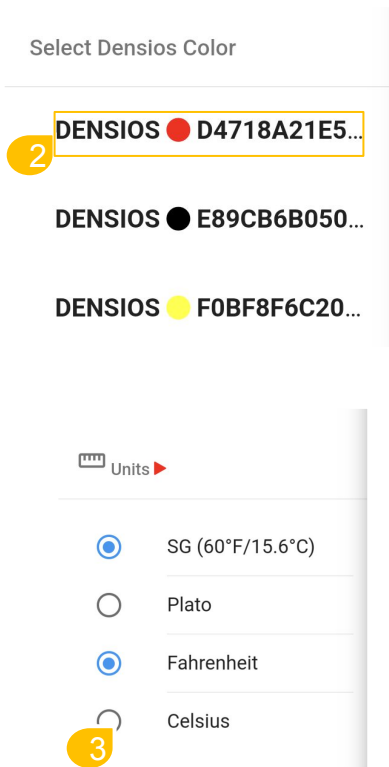 Select Densios Color
DENSIOS D4718A21E5...
2
DENSIOS E89CB6B050...
DENSIOS F0BF8F6C20...
Units
SG (60°F/15.6°C)
Plato
Fahrenheit
Celsius
3